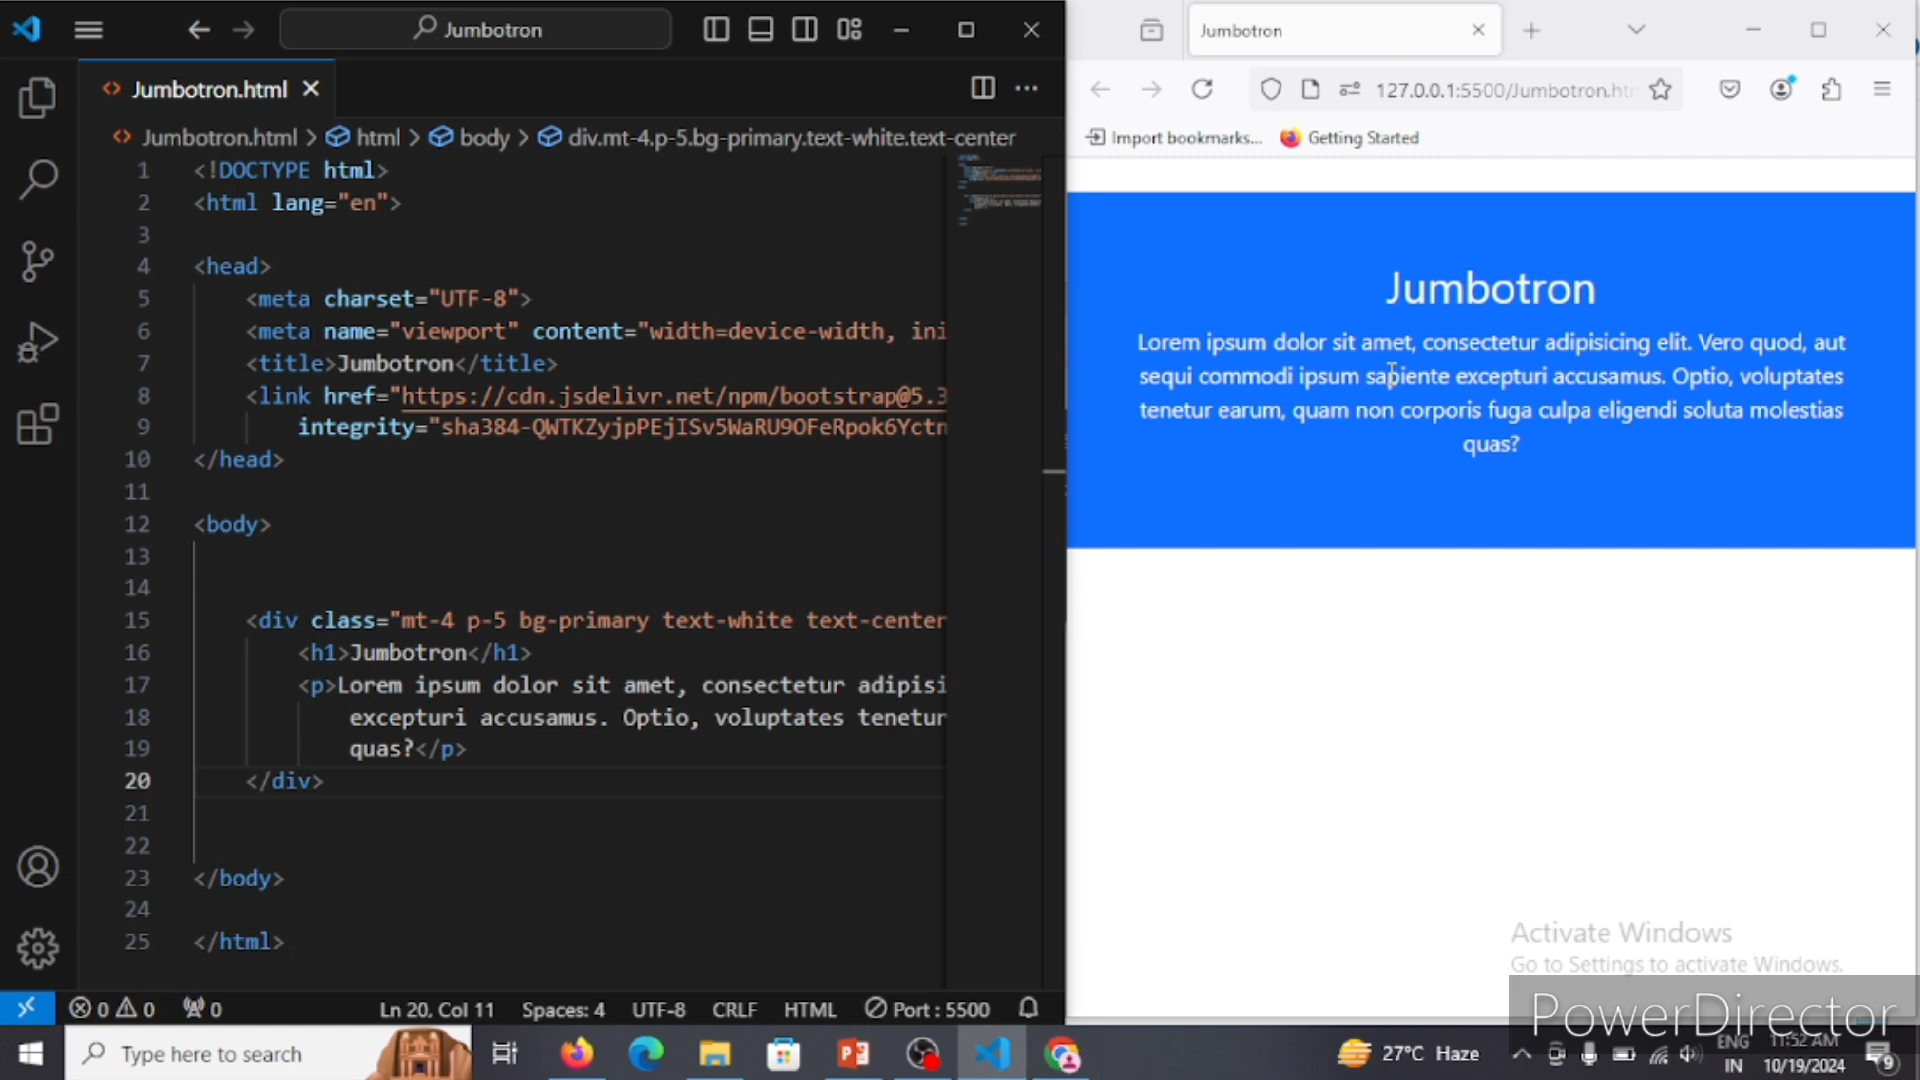 Jumbotron
Jumbotron.html
Jumbotron.html > html > body > div.mt-4.p-5.bg-primary.text-white.text-center
1 <!DOCTYPE html>
2 <html lang="en">
3
4 <head>
5 <meta charset="UTF-8">
6 <meta name="viewport" content="width=device-width, ini
7 <title>Jumbotron</title>
8 <link href="https://cdn.jsdelivr.net/npm/bootstrap@5.3
9 integrity="sha384-QWTKZyjpPEjISv5WaRU9OFeRpok6Yctn
10 </head>
11
12 <body>
13
14
15 <div class="mt-4 p-5 bg-primary text-white text-center
16 <h1>Jumbotron</h1>
17 <p>Lorem ipsum dolor sit amet, consectetur adipisi
18 excepturi accusamus. Optio, voluptates tenetur
19 quas?</p>
20 </div>
21
22
23 </body>
24
25 </html>
0 0 0 Ln 20, Col 11 Spaces: 4 UTF-8 CRLF HTML Port : 5500
Jumbotron
127.0.0.1:5500/Jumbotron.htm
Import bookmarks... Getting Started
Jumbotron
Lorem ipsum dolor sit amet, consectetur adipisicing elit. Vero quod, aut
sequi commodi ipsum sapiente excepturi accusamus. Optio, voluptates
tenetur earum, quam non corporis fuga culpa eligendi soluta molestias
quas?
Activate Windows
Go to Settings to activate Windows.
PowerDirector
Type here to search
27°C Haze
ENG
IN
11:52 AM
10/19/2024
9